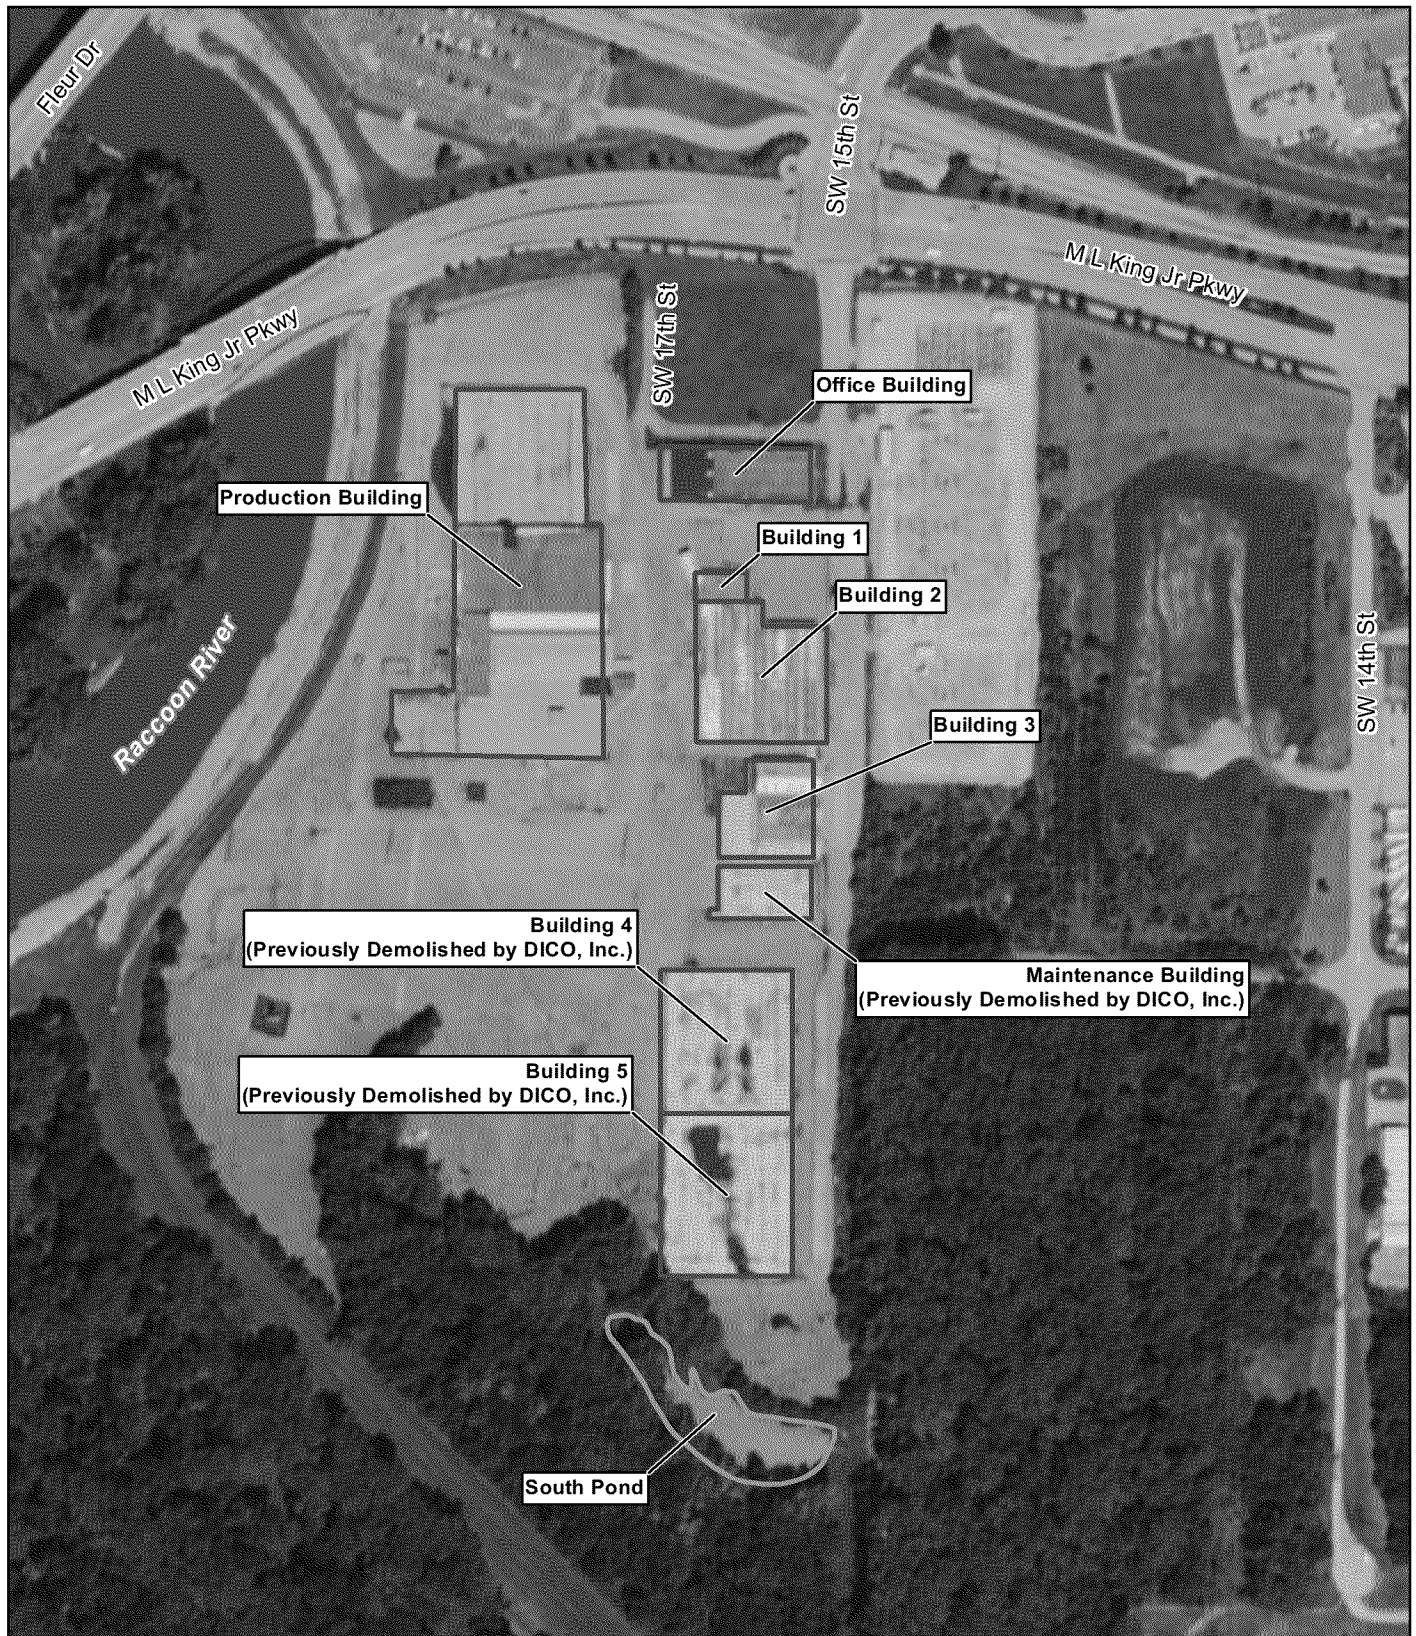 Fleur Dr
SW 15th St
M L King Jr Pkwy
M L King Jr Pkwy
SW 17th St
Office Building
Production Building
Building 1
Building 2
Raccoon River
SW 14th St
Building 3
Building 4
(Previously Demolished by DICO, Inc.)
Maintenance Building
(Previously Demolished by DICO, Inc.)
Building 5
(Previously Demolished by DICO, Inc.)
South Pond